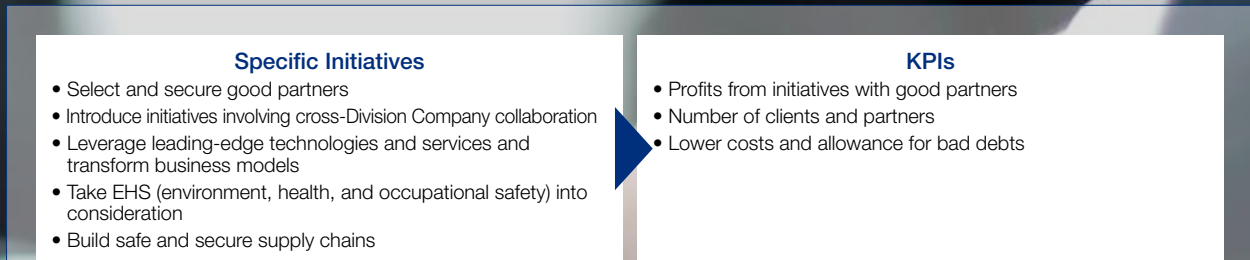 Specific Initiatives
• Select and secure good partners
• Introduce initiatives involving cross-Division Company collaboration
• Leverage leading-edge technologies and services and
transform business models
• Take EHS (environment, health, and occupational safety) into
consideration
• Build safe and secure supply chains
KPIs
• Profits from initiatives with good partners
• Number of clients and partners
• Lower costs and allowance for bad debts